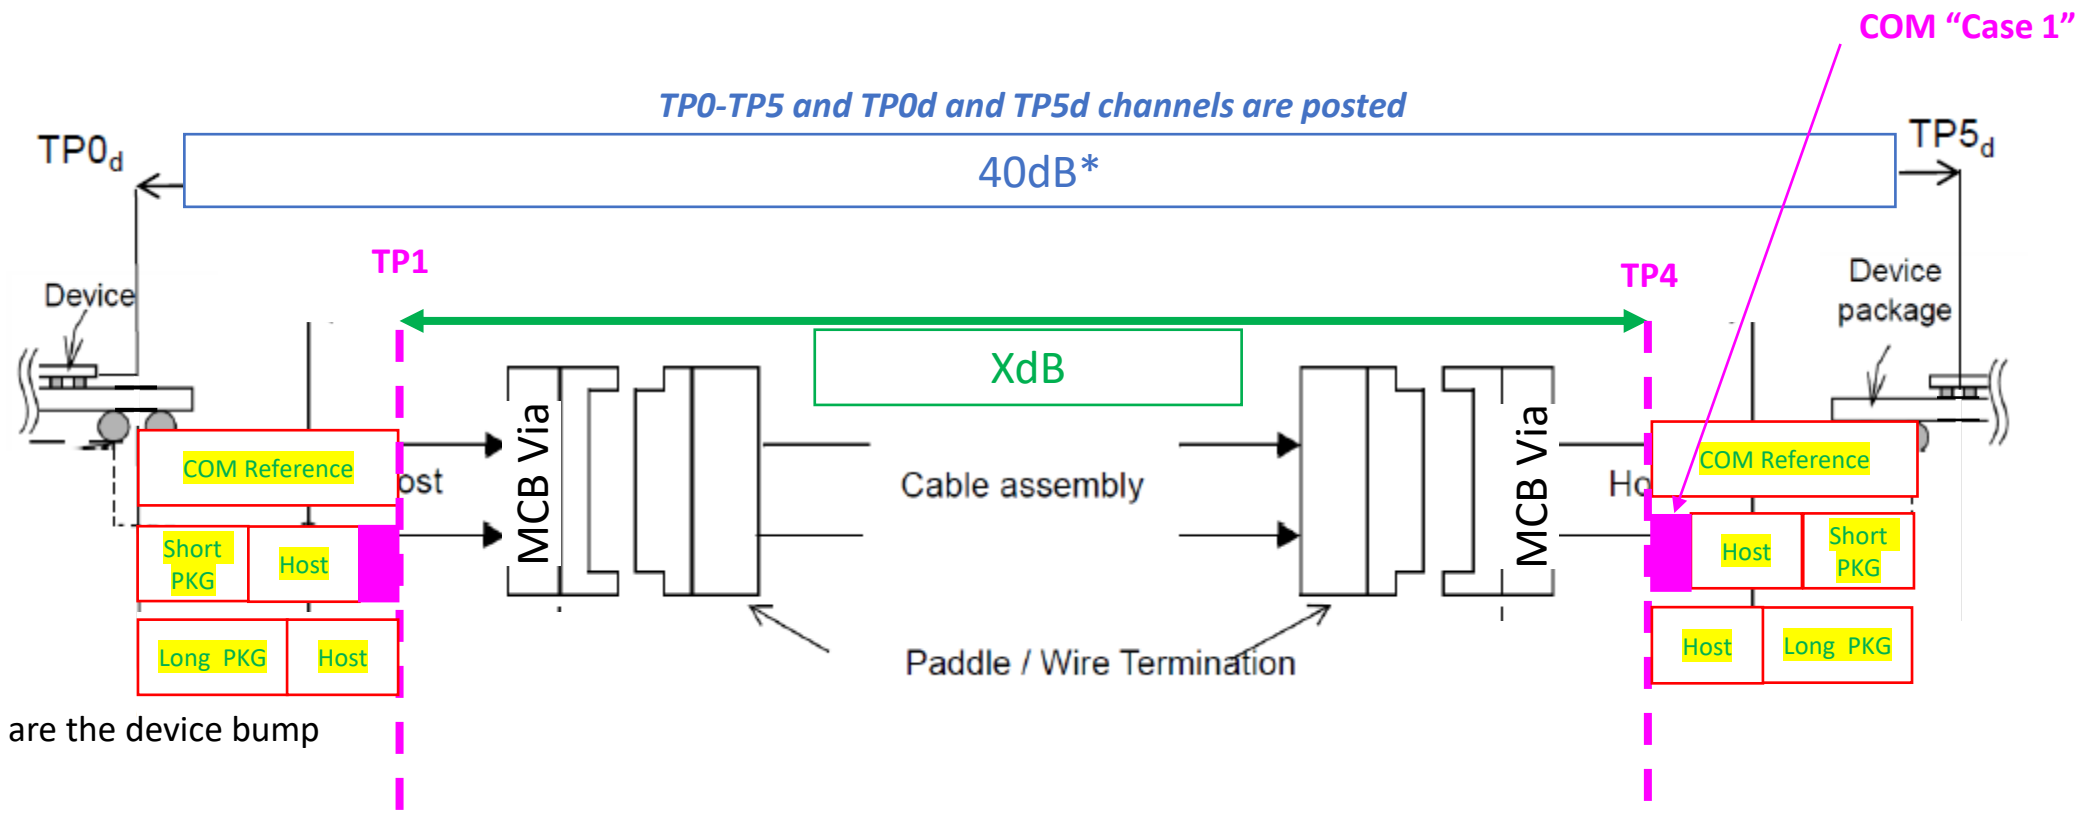 COM “Case 1”
TP0-TP5 and TP0d and TP5d channels are posted
TP0d
40dB*
TP5d
TP1
TP4
Device
Device
package
XdB
MCB Via
MCB Via
COM Reference
COM Reference
ost
Cable assembly
Ho
Short
PKG
Host
Host
Short
PKG
Long PKG
Host
Paddle / Wire Termination
Host
Long PKG
are the device bump